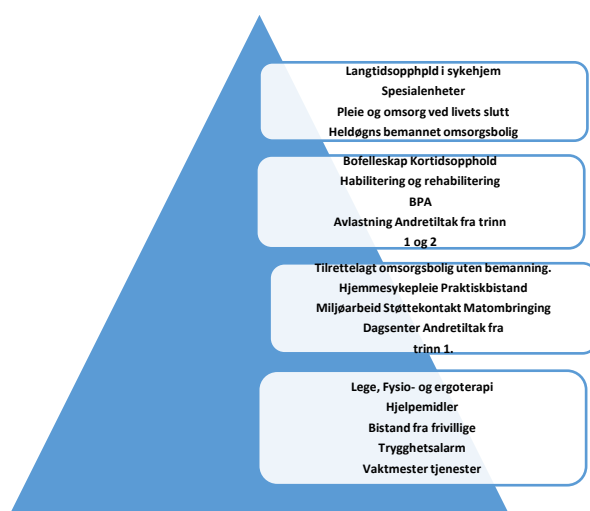 Langtidsopphpld i sykehjem
Spesialenheter
Pleie og omsorg ved livets slutt
Heldøgns bemannet omsorgsbolig
Bofelleskap Kortidsopphold
Habilitering og rehabilitering
BPA
Avlastning Andretiltak fra trinn
1 og 2
Tilrettelagt omsorgsbolig uten bemanning.
Hjemmesykepleie Praktiskbistand
Miljøarbeid Støttekontakt Matombringing
Dagsenter Andretiltak fra
trinn 1.
Lege, Fysio- og ergoterapi
Hjelpemidler
Bistand fra frivillige
Trygghetsalarm
Vaktmester tjenester